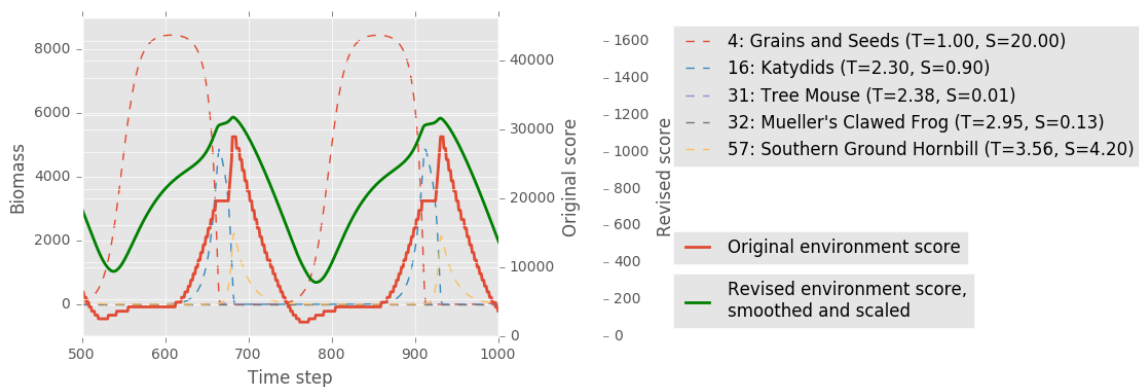 8000
6000
4000
2000
0
Biomass
500
600
700
800
900
1000
Time step
40000
30000
20000
10000
0
Original score
1600
1400
1200
1000
800
600
400
200
0
Revised score
4: Grains and Seeds (T=1.00, S=20.00)
16: Katydids (T=2.30, S=0.90)
31: Tree Mouse (T=2.38, S=0.01)
32: Mueller's Clawed Frog (T=2.95, S=0.13)
57: Southern Ground Hornbill (T=3.56, S=4.20)
Original environment score
Revised environment score,
smoothed and scaled